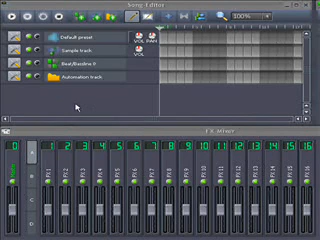 Song Editor
100%
Default preset
VOL PAN
Sample track
VOL
Beat/Bassline 0
Automation track
FX Mixer
0 1 2 3 4 5 6 7 8 9 10 11 12 13 14 15 16
A FX 1 FX 2 FX 3 FX 4 FX 5 FX 6 FX 7 FX 8 FX 9 FX 10 FX 11 FX 12 FX 13 FX 14 FX 15 FX 16
B
C
D